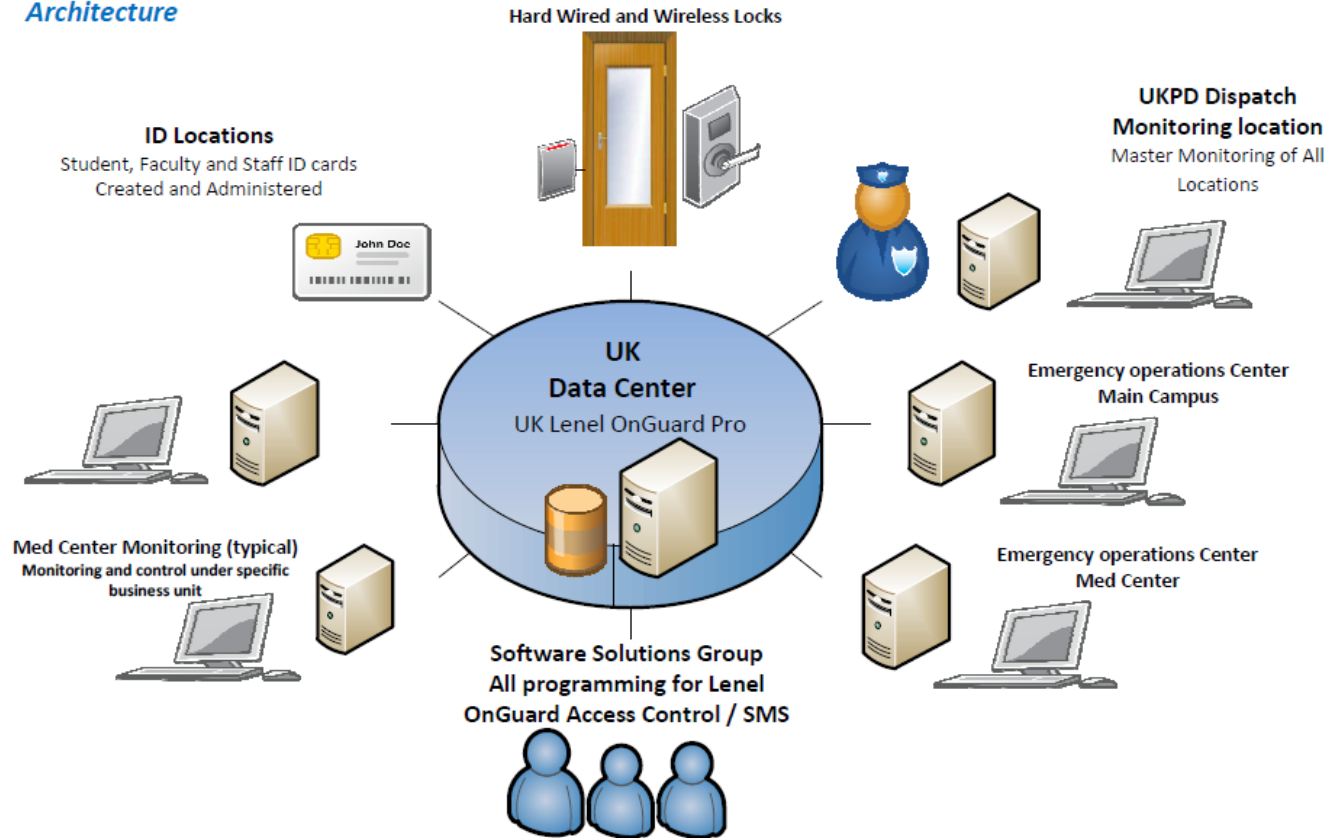 Architecture
Hard Wired and Wireless Locks
ID Locations
Student, Faculty and Staff ID cards
Created and Administered
John Doe
UKPD Dispatch
Monitoring location
Master Monitoring of All
Locations
UK
Data Center
UK Lenel OnGuard Pro
Emergency operations Center
Main Campus
Med Center Monitoring (typical)
Monitoring and control under specific
business unit
Emergency operations Center
Med Center
Software Solutions Group
All programming for Lenel
OnGuard Access Control / SMS